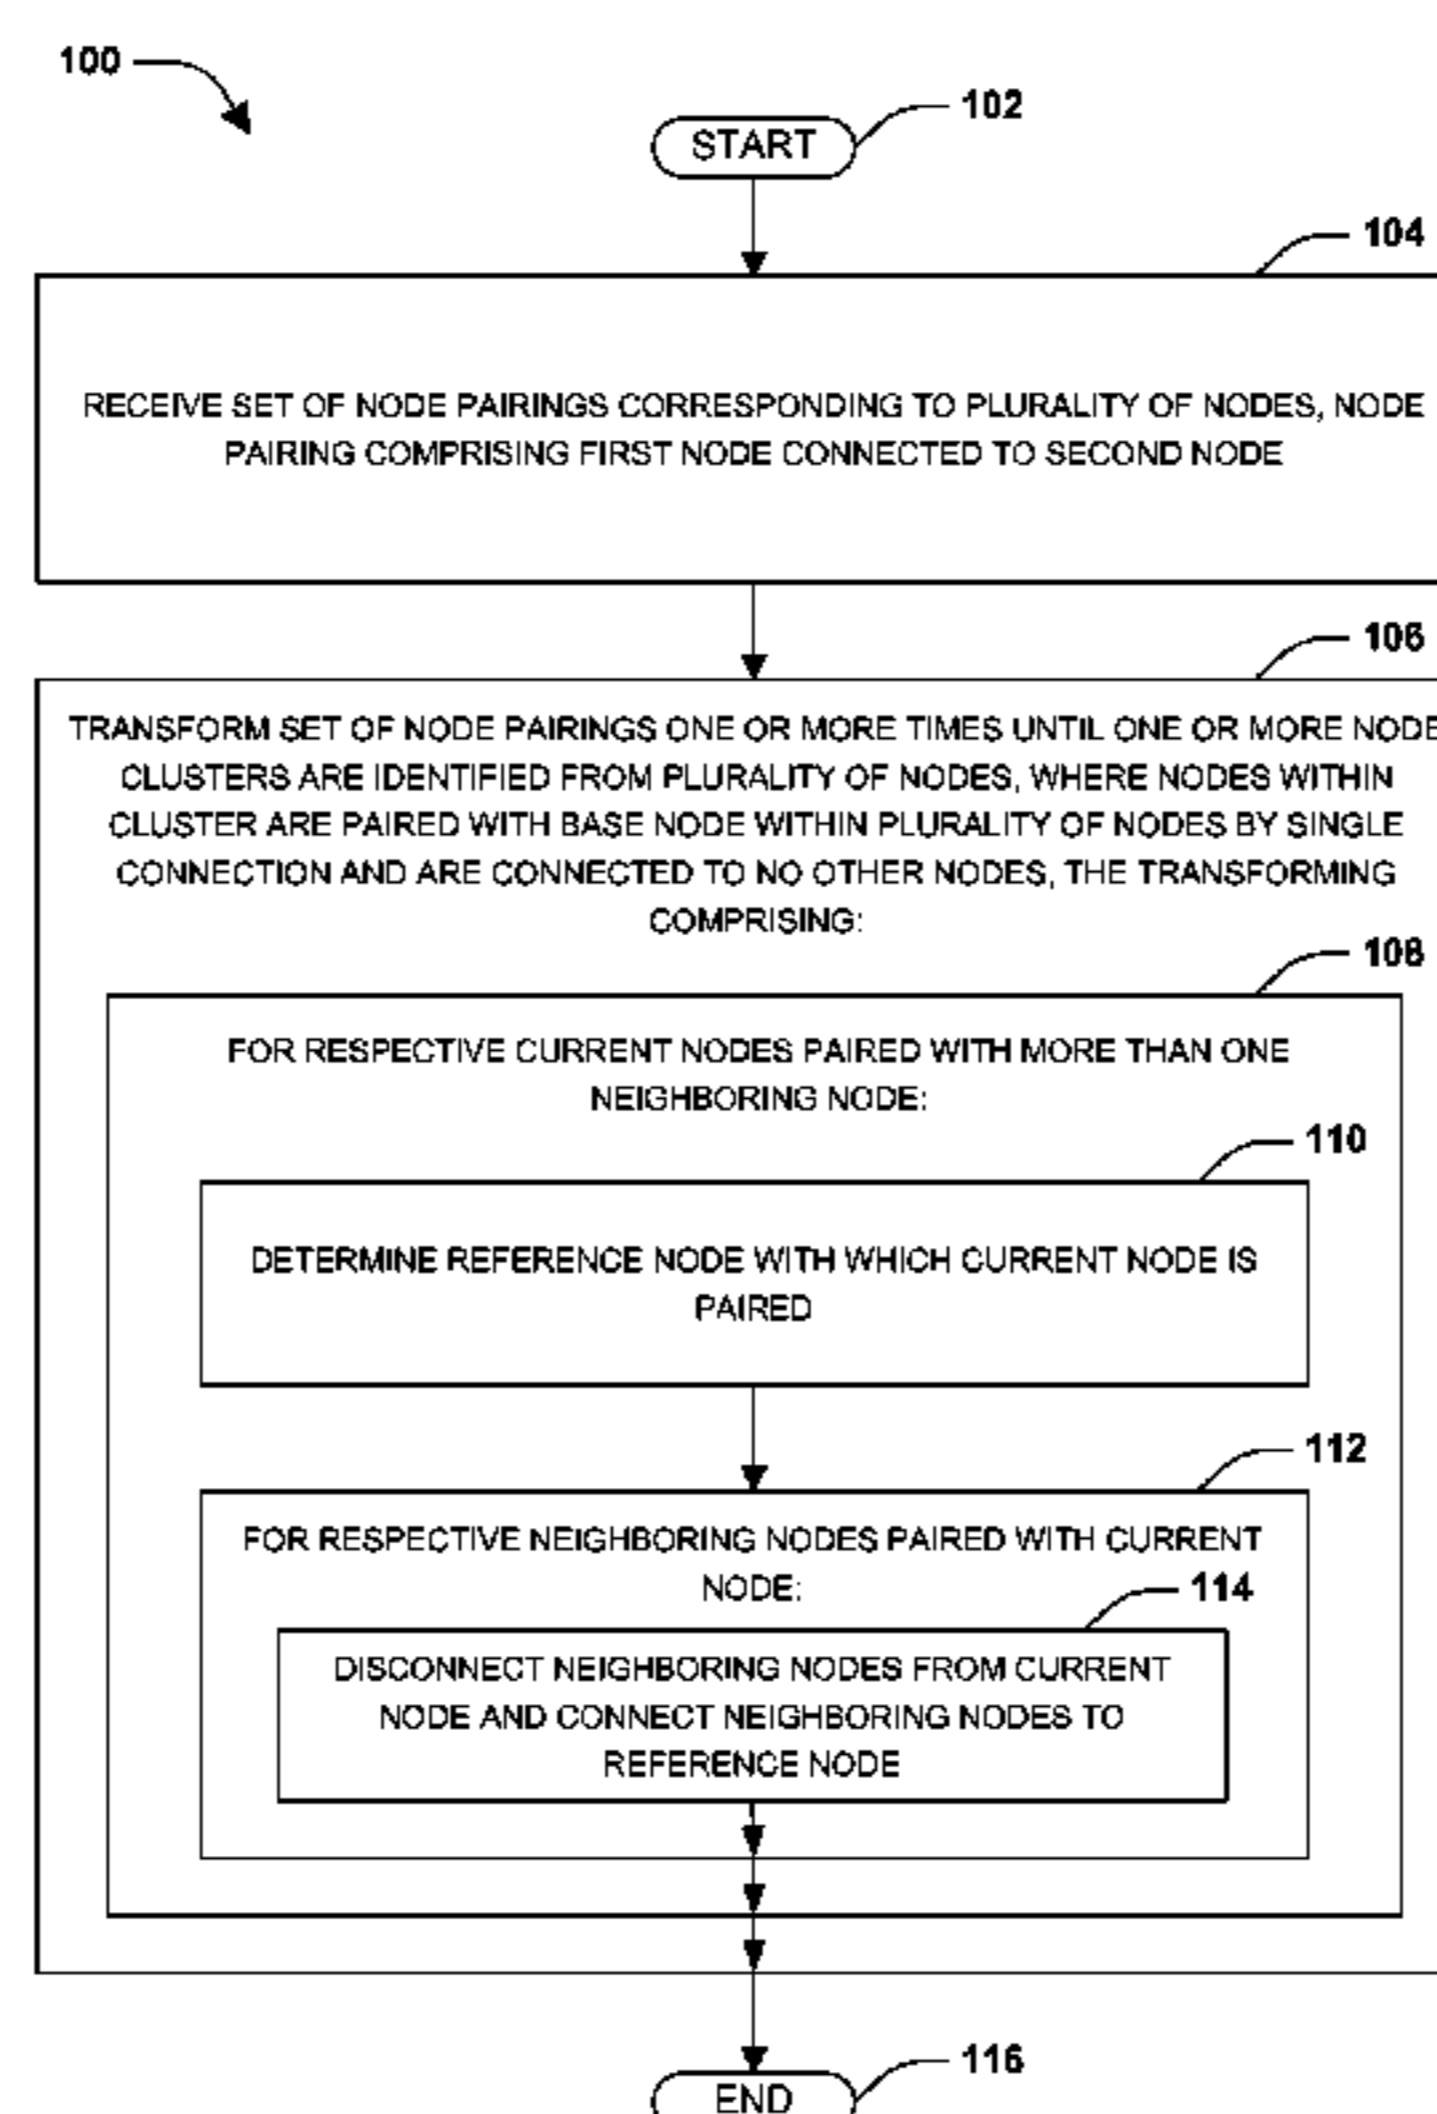 100
102
START
104
RECEIVE SET OF NODE PAIRINGS CORRESPONDING TO PLURALITY OF NODES, NODE
PAIRING COMPRISING FIRST NODE CONNECTED TO SECOND NODE
106
TRANSFORM SET OF NODE PAIRINGS ONE OR MORE TIMES UNTIL ONE OR MORE NODE
CLUSTERS ARE IDENTIFIED FROM PLURALITY OF NODES, WHERE NODES WITHIN
CLUSTER ARE PAIRED WITH BASE NODE WITHIN PLURALITY OF NODES BY SINGLE
CONNECTION AND ARE CONNECTED TO NO OTHER NODES, THE TRANSFORMING
COMPRISING:
108
FOR RESPECTIVE CURRENT NODES PAIRED WITH MORE THAN ONE
NEIGHBORING NODE:
110
DETERMINE REFERENCE NODE WITH WHICH CURRENT NODE IS
PAIRED
112
FOR RESPECTIVE NEIGHBORING NODES PAIRED WITH CURRENT
NODE:
114
DISCONNECT NEIGHBORING NODES FROM CURRENT
NODE AND CONNECT NEIGHBORING NODES TO
REFERENCE NODE
116
END